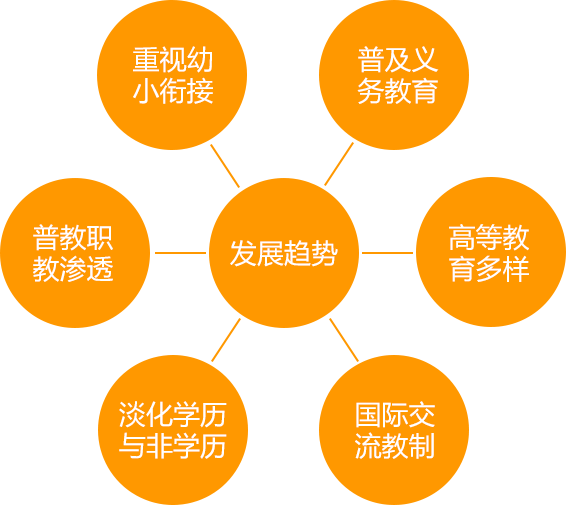 重视幼
小衔接
普及义
务教育
普教职
教渗透
发展趋势
高等教
育多样
淡化学历
与非学历
国际交
流教制